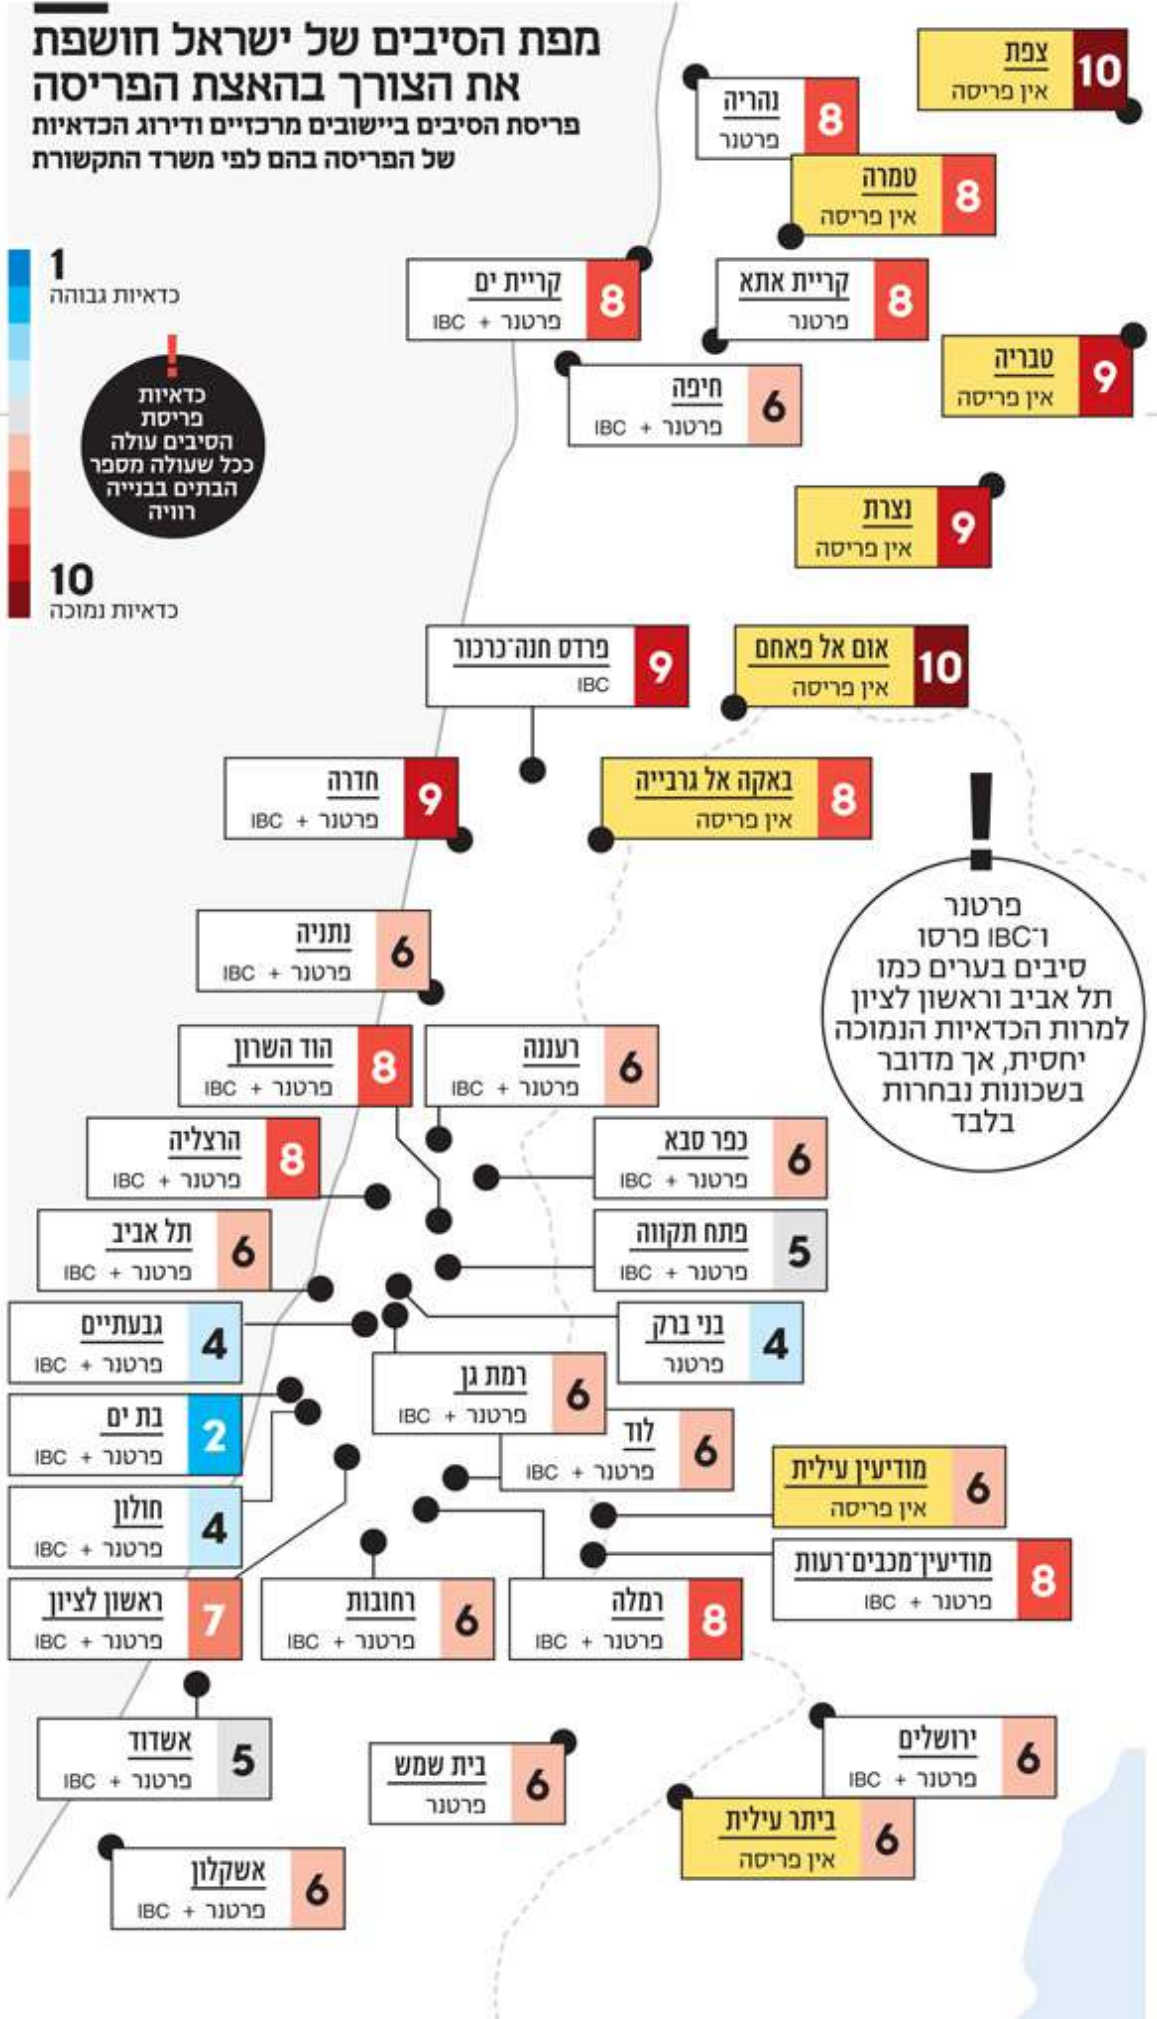 מפת הסיבים של ישראל חושפת
את הצורך בהאצת הפריסה
פריסת הסיבים ביישובים מרכזיים ודירוג הכדאיות
של הפריסה בהם לפי משרד התקשורת
1
כדאיות גבוהה
!
כדאיות
פריסת
הסיבים עולה
ככל שעולה מספר
הבתים בבנייה
רוויה
10
כדאיות נמוכה
10
צפת
אין פריסה
8
נהריה
פרטנר
8
טמרה
אין פריסה
8
קריית ים
פרטנר + IBC
8
קריית אתא
פרטנר
9
טבריה
אין פריסה
6
חיפה
פרטנר + IBC
9
נצרת
אין פריסה
9
פרדס חנה־כרכור
IBC
10
אום אל פאחם
אין פריסה
9
חדרה
פרטנר + IBC
8
באקה אל גרבייה
אין פריסה
!
פרטנר
ו־IBC פרסו
סיבים בערים כמו
תל אביב וראשון לציון
למרות הכדאיות הנמוכה
יחסית, אך מדובר
בשכונות נבחרות
בלבד
6
נתניה
פרטנר + IBC
8
הוד השרון
פרטנר + IBC
6
רעננה
פרטנר + IBC
8
הרצליה
פרטנר + IBC
6
כפר סבא
פרטנר + IBC
6
תל אביב
פרטנר + IBC
5
פתח תקווה
פרטנר + IBC
4
גבעתיים
פרטנר + IBC
4
בני ברק
פרטנר
6
רמת גן
פרטנר + IBC
2
בת ים
פרטנר + IBC
6
לוד
פרטנר + IBC
6
מודיעין עילית
אין פריסה
4
חולון
פרטנר + IBC
8
מודיעין־מכבים־רעות
פרטנר + IBC
7
ראשון לציון
פרטנר + IBC
6
רחובות
פרטנר + IBC
8
רמלה
פרטנר + IBC
5
אשדוד
פרטנר + IBC
6
בית שמש
פרטנר
6
ירושלים
פרטנר + IBC
6
ביתר עילית
אין פריסה
6
אשקלון
פרטנר + IBC